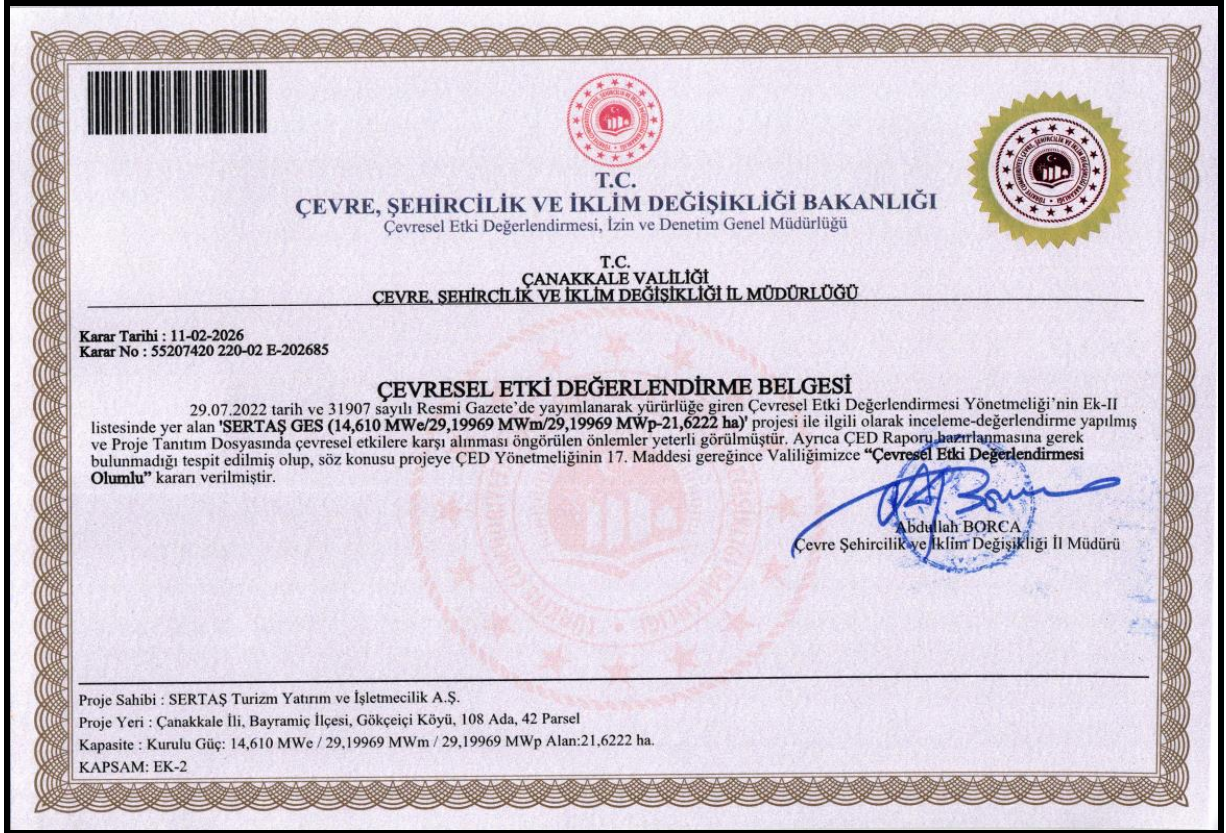 T.C.
ÇEVRE, ŞEHİRCİLİK VE İKLİM DEĞİŞİKLİĞİ BAKANLIĞI
Çevresel Etki Değerlendirmesi, İzin ve Denetim Genel Müdürlüğü
T.C.
ÇANAKKALE VALİLİĞİ
ÇEVRE, ŞEHİRCİLİK VE İKLİM DEĞİŞİKLİĞİ İL MÜDÜRLÜĞÜ
Karar Tarihi : 11-02-2026
Karar No : 55207420 220-02 E-202685
ÇEVRESEL ETKİ DEĞERLENDİRME BELGESİ
29.07.2022 tarih ve 31907 sayılı Resmi Gazete’de yayımlanarak yürürlüğe giren Çevresel Etki Değerlendirmesi Yönetmeliği’nin Ek-II
listesinde yer alan 'SERTAŞ GES (14,610 MWe/29,19969 MWm/29,19969 MWp-21,6222 ha)' projesi ile ilgili olarak inceleme-değerlendirme yapılmış
ve Proje Tanıtım Dosyasında çevresel etkilere karşı alınması öngörülen önlemler yeterli görülmüştür. Ayrıca ÇED Raporu hazırlanmasına gerek
bulunmadığı tespit edilmiş olup, söz konusu projeye ÇED Yönetmeliğinin 17. Maddesi gereğince Valiliğimizce “Çevresel Etki Değerlendirmesi
Olumlu” kararı verilmiştir.
Abdullah BORCA
Çevre Şehircilik ve İklim Değişikliği İl Müdürü
Proje Sahibi : SERTAŞ Turizm Yatırım ve İşletmecilik A.Ş.
Proje Yeri : Çanakkale İli, Bayramiç İlçesi, Gökçeiçi Köyü, 108 Ada, 42 Parsel
Kapasite : Kurulu Güç: 14,610 MWe / 29,19969 MWm / 29,19969 MWp Alan:21,6222 ha.
KAPSAM: EK-2